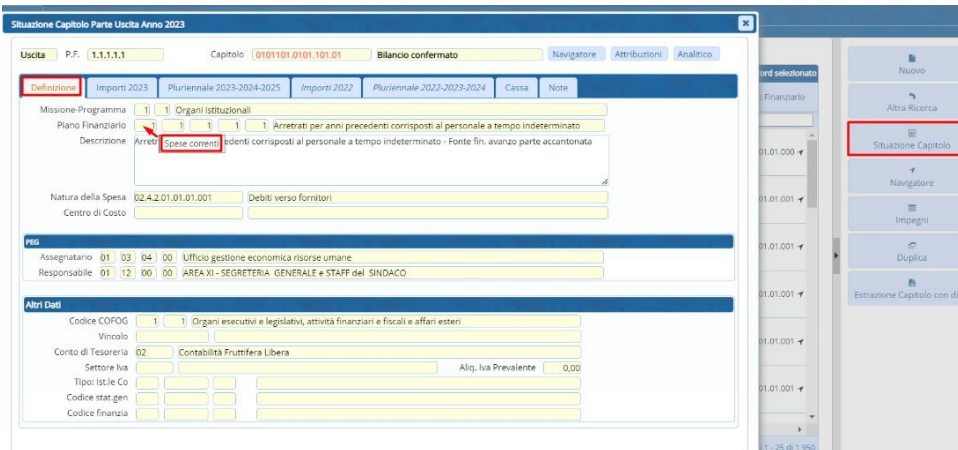 Situazione Capitolo Parte Uscita Anno 2023
Uscita P.F. 1.1.1.1.1 Capitolo 0101101.0101.101.01 Bilancio confermato Navigatore Attribuzioni Analitico
Definizione Importi 2023 Pluriennale 2023-2024-2025 Importi 2022 Pluriennale 2022-2023-2024 Cassa Note
Missione-Programma 1 1 Organi istituzionali
Piano Finanziario 1 1 1 1 1 Arretrati per anni precedenti corrisposti al personale a tempo indeterminato
Descrizione Arretr edenti corrisposti al personale a tempo indeterminato - Fonte fin. avanzo parte accantonata
Spese correnti
Natura della Spesa 02.4.2.01.01.01.001 Debiti verso fornitori
Centro di Costo
PEG
Assegnatario 01 03 04 00 Ufficio gestione economica risorse umane
Responsabile 01 12 00 00 AREA XI - SEGRETERIA GENERALE e STAFF del SINDACO
Altri Dati
Codice COFOG 1 1 Organi esecutivi e legislativi, attività finanziari e fiscali e affari esteri
Vincolo
Conto di Tesoreria 02 Contabilità Fruttifera Libera
Settore Iva Aliq. Iva Prevalente 0,00
Tipo: Ist.le Co
Codice stat.gen
Codice finanzia
ord selezionato
Finanziario
01.01.000
01.01.001
01.01.001
01.01.001
01.01.001
01.01.001
1 - 25 di 1.950
Nuovo
Altra Ricerca
Situazione Capitolo
Navigatore
Impegni
Duplica
Estrazione Capitolo con di